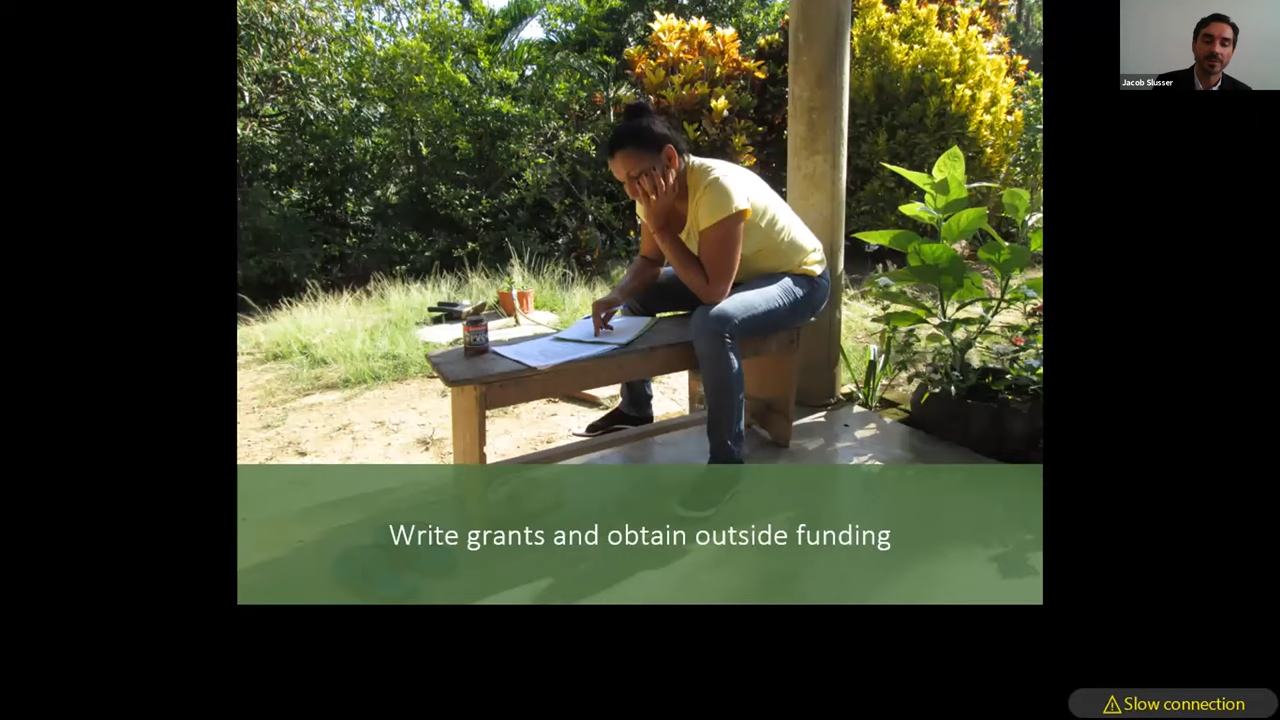 Jacob Slusser
Write grants and obtain outside funding
Slow connection